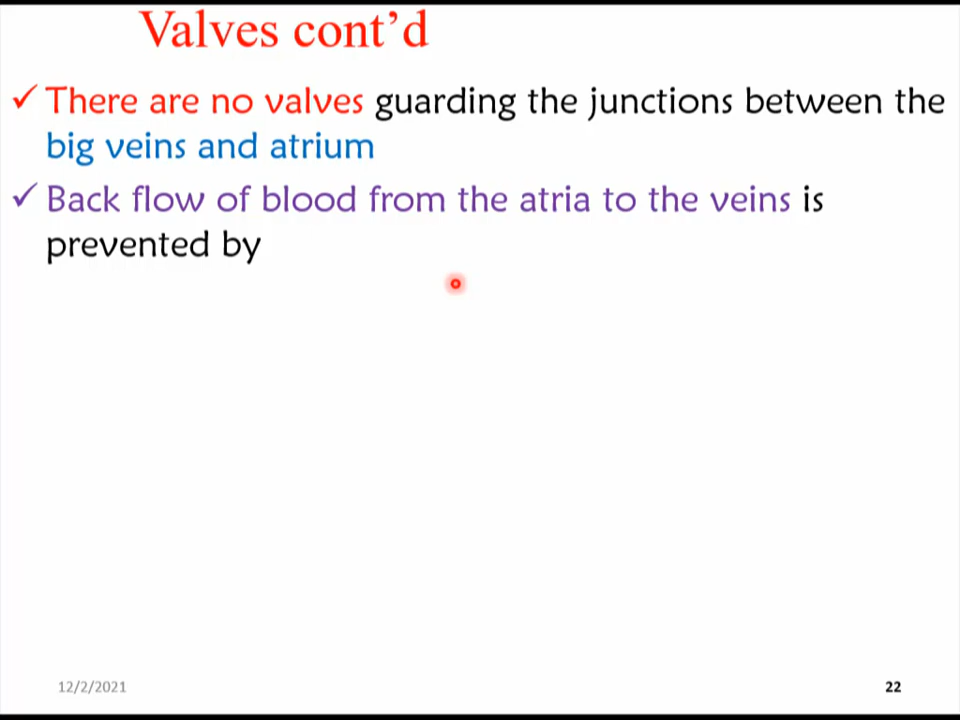 Valves cont’d
✓ There are no valves guarding the junctions between the
big veins and atrium
✓ Back flow of blood from the atria to the veins is
prevented by
12/2/2021
22